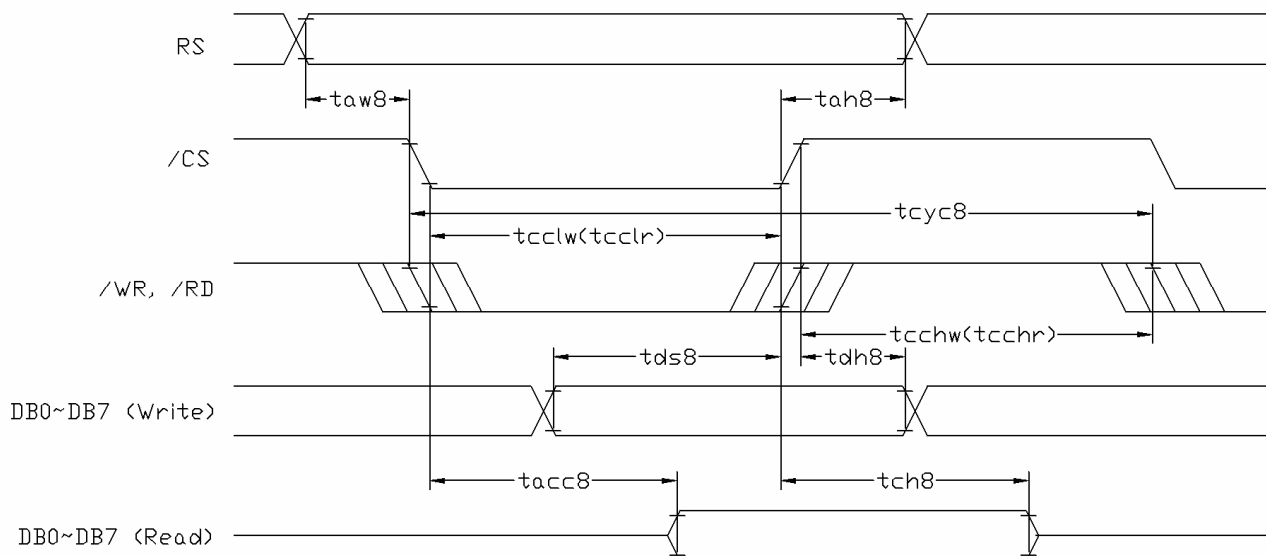 RS
taw8
tah8
/CS
tcyc8
tcclw(tcclr)
/WR, /RD
tcchw(tcchr)
tds8
tdh8
DB0~DB7 (Write)
tacc8
tch8
DB0~DB7 (Read)